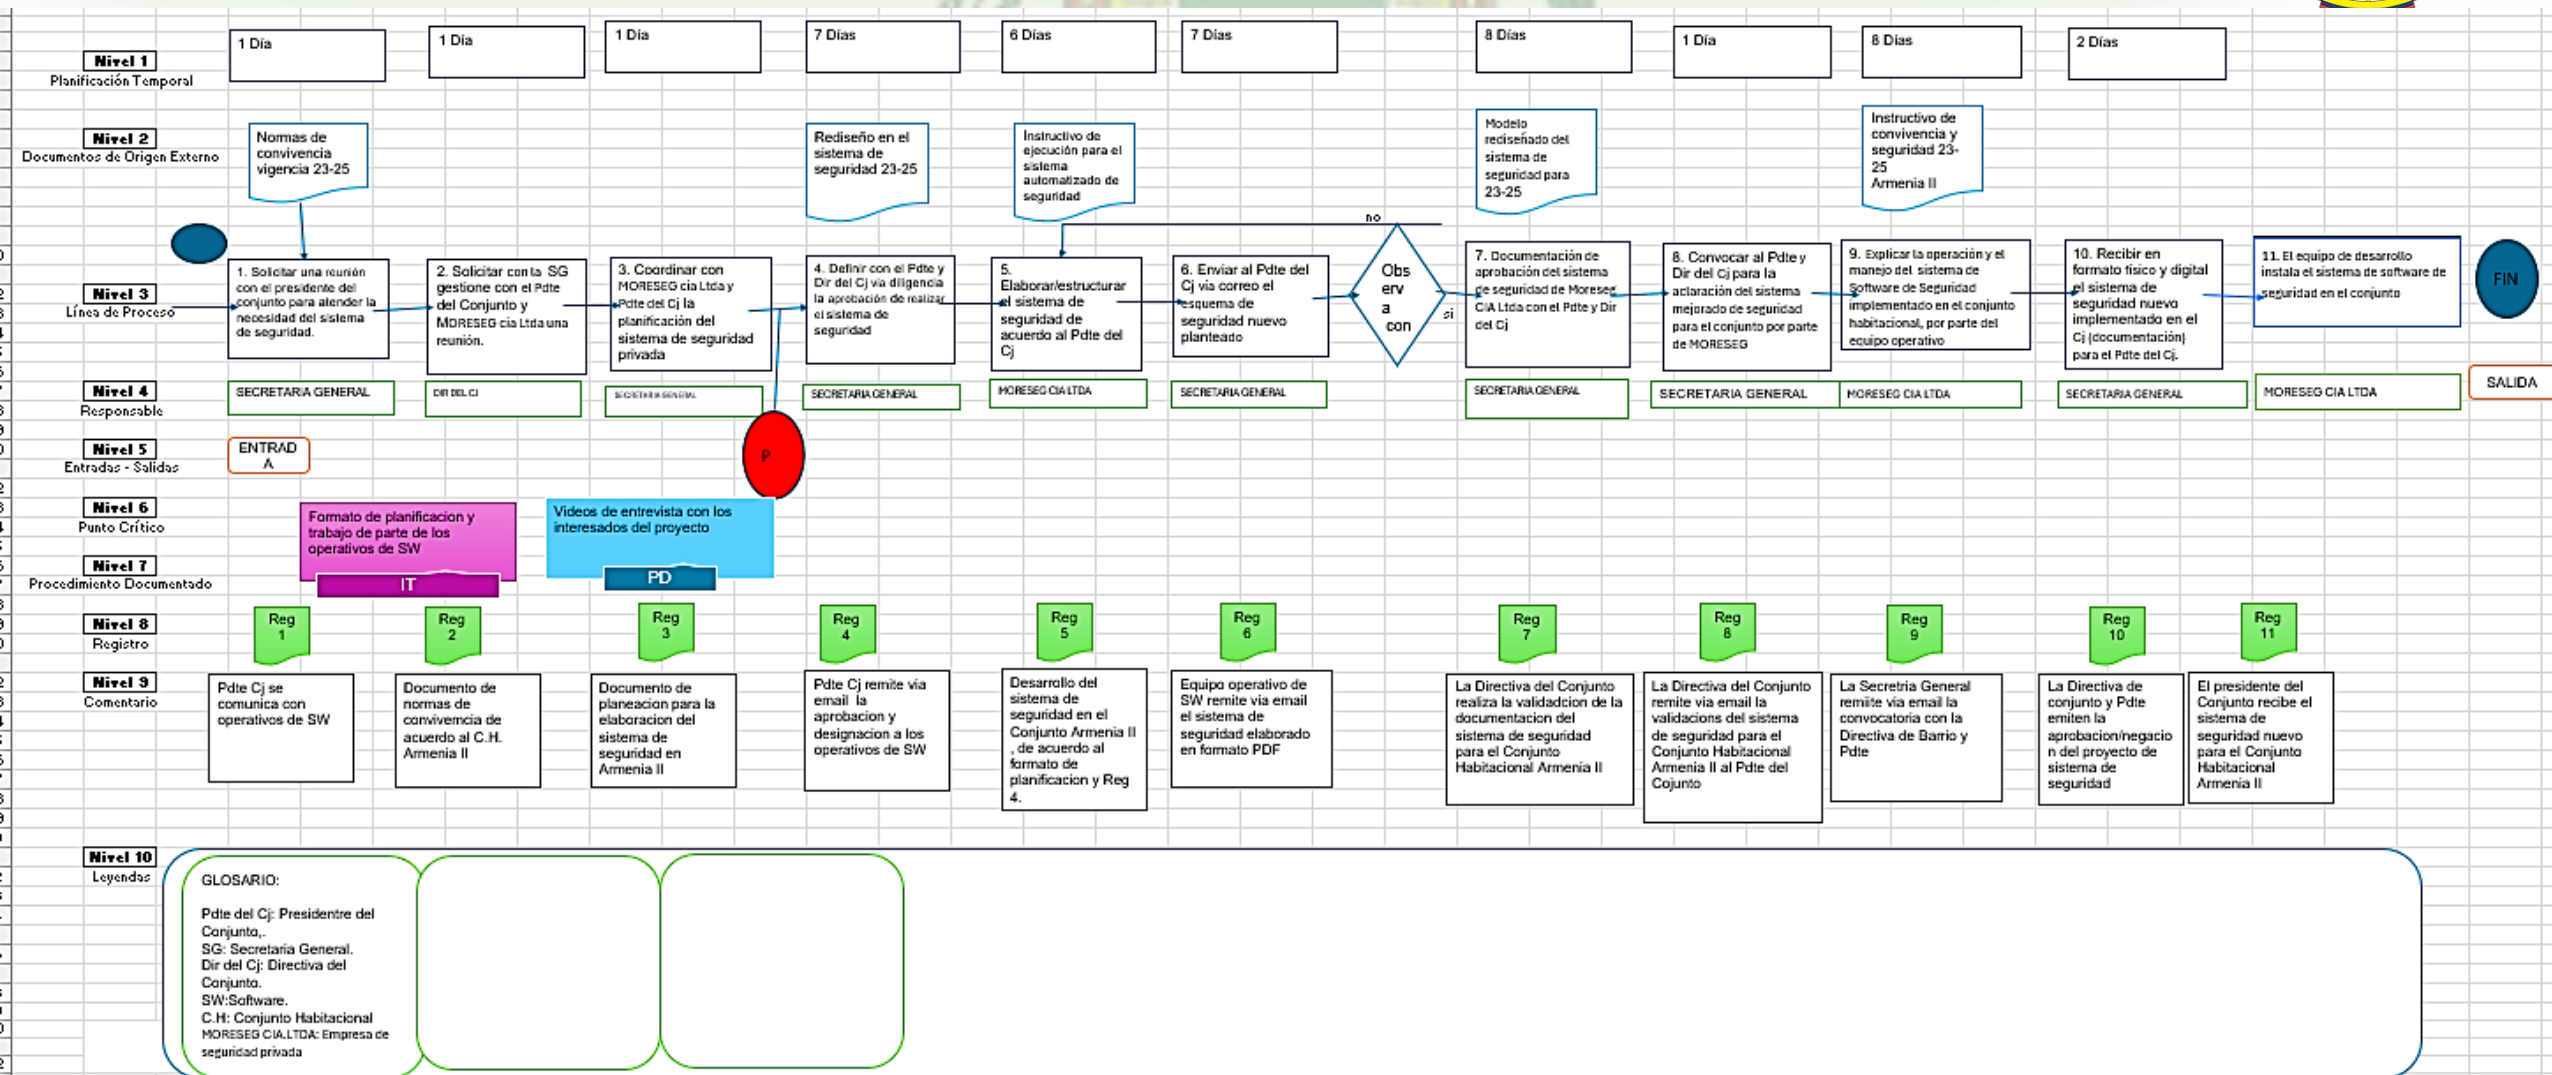 1 Día
1 Dìa
1 Dìa
7 Días
6 Días
7 Dìas
8 Días
1 Día
8 Días
2 Días
Nivel 1
Planificación Temporal
Nivel 2
Documentos de Origen Externo
Normas de
convivencia
vigencia 23-25
Rediseño en el
sistema de
seguridad 23-25
Instructivo de
ejecución para el
sistema
automatizado de
seguridad
Modelo
rediseñado del
sistema de
seguridad para
23-25
Instructivo de
convivencia y
seguridad 23-
25
Armenia II
no
Nivel 3
Línea de Proceso
1. Solicitar una reunión
con el presidente del
conjunto para atender la
necesidad del sistema
de seguridad.
2. Solicitar con la SG
gestione con el Pdte
del Conjunto y
MORESEG cia Ltda una
reunión.
3. Coordinar con
MORESEG cia Ltda y
Pdte del Cj la
planificación del
sistema de seguridad
privada
4. Definir con el Pdte y
Dir del Cj via diligencia
la aprobación de realizar
el sistema de
seguridad
5.
Elaborar/estructurar
el sistema de
seguridad de
acuerdo al Pdte del
Cj
6. Enviar al Pdte del
Cj via correo el
esquema de
seguridad nuevo
planteado
Obs
erv
a
con
si
7. Documentación de
aprobación del sistema
de seguridad de Moreseg
CIA Ltda con el Pdte y Dir
del Cj
8. Convocar al Pdte y
Dir del Cj para la
aclaración del sistema
mejorado de seguridad
para el conjunto por parte
de MORESEG
9. Explicar la operación y el
manejo del sistema de
Software de Seguridad
implementado en el conjunto
habitacional, por parte del
equipo operativo
10. Recibir en
formato físico y digital
el sistema de
seguridad nuevo
implementado en el
Cj (documentación)
para el Pdte del Cj.
11. El equipo de desarrollo
instala el sistema de software de
seguridad en el conjunto
FIN
Nivel 4
Responsable
SECRETARIA GENERAL
DIR DEL CJ
SECRETARIA GENERAL
SECRETARIA GENERAL
MORESEG CIA LTDA
SECRETARIA GENERAL
SECRETARIA GENERAL
SECRETARIA GENERAL
MORESEG CIA LTDA
SECRETARIA GENERAL
MORESEG CIA LTDA
SALIDA
Nivel 5
Entradas - Salidas
ENTRAD
A
P
Nivel 6
Punto Crítico
Formato de planificacion y
trabajo de parte de los
operativos de SW
IT
Videos de entrevista con los
interesados del proyecto
PD
Nivel 7
Procedimiento Documentado
Nivel 8
Registro
Reg
1
Reg
2
Reg
3
Reg
4
Reg
5
Reg
6
Reg
7
Reg
8
Reg
9
Reg
10
Reg
11
Nivel 9
Comentario
Pdte Cj se
comunica con
operativos de SW
Documento de
normas de
convivemcia de
acuerdo al C.H.
Armenia II
Documento de
planeacion para la
elaboracion del
sistema de
seguridad en
Armenia II
Pdte Cj remite via
email la
aprobacion y
designacion a los
operativos de SW
Desarrollo del
sistema de
seguridad en el
Conjunto Armenia II
, de acuerdo al
formato de
planificacion y Reg
4.
Equipo operativo de
SW remite via email
el sistema de
seguridad elaborado
en formato PDF
La Directiva del Conjunto
realiza la validadcion de la
documentacion del
sistema de seguridad
para el Conjunto
Habitacional Armenia II
La Directiva del Conjunto
remite via email la
validacions del sistema
de seguridad para el
Conjunto Habitacional
Armenia II al Pdte del
Cojunto
La Secretria General
remiite via email la
convocatoria con la
Directiva de Barrio y
Pdte
La Directiva de
conjunto y Pdte
emiten la
aprobacion/negacio
n del proyecto de
sistema de
seguridad
El presidente del
Conjunto recibe el
sistema de
seguridad nuevo
para el Conjunto
Habitacional
Armenia II
Nivel 10
Leyendas
GLOSARIO:
Pdte del Cj: Presidentre del
Conjunto,.
SG: Secretaria General.
Dir del Cj: Directiva del
Conjunto.
SW:Software.
C.H: Conjunto Habitacional
MORESEG CIA.LTDA: Empresa de
seguridad privada